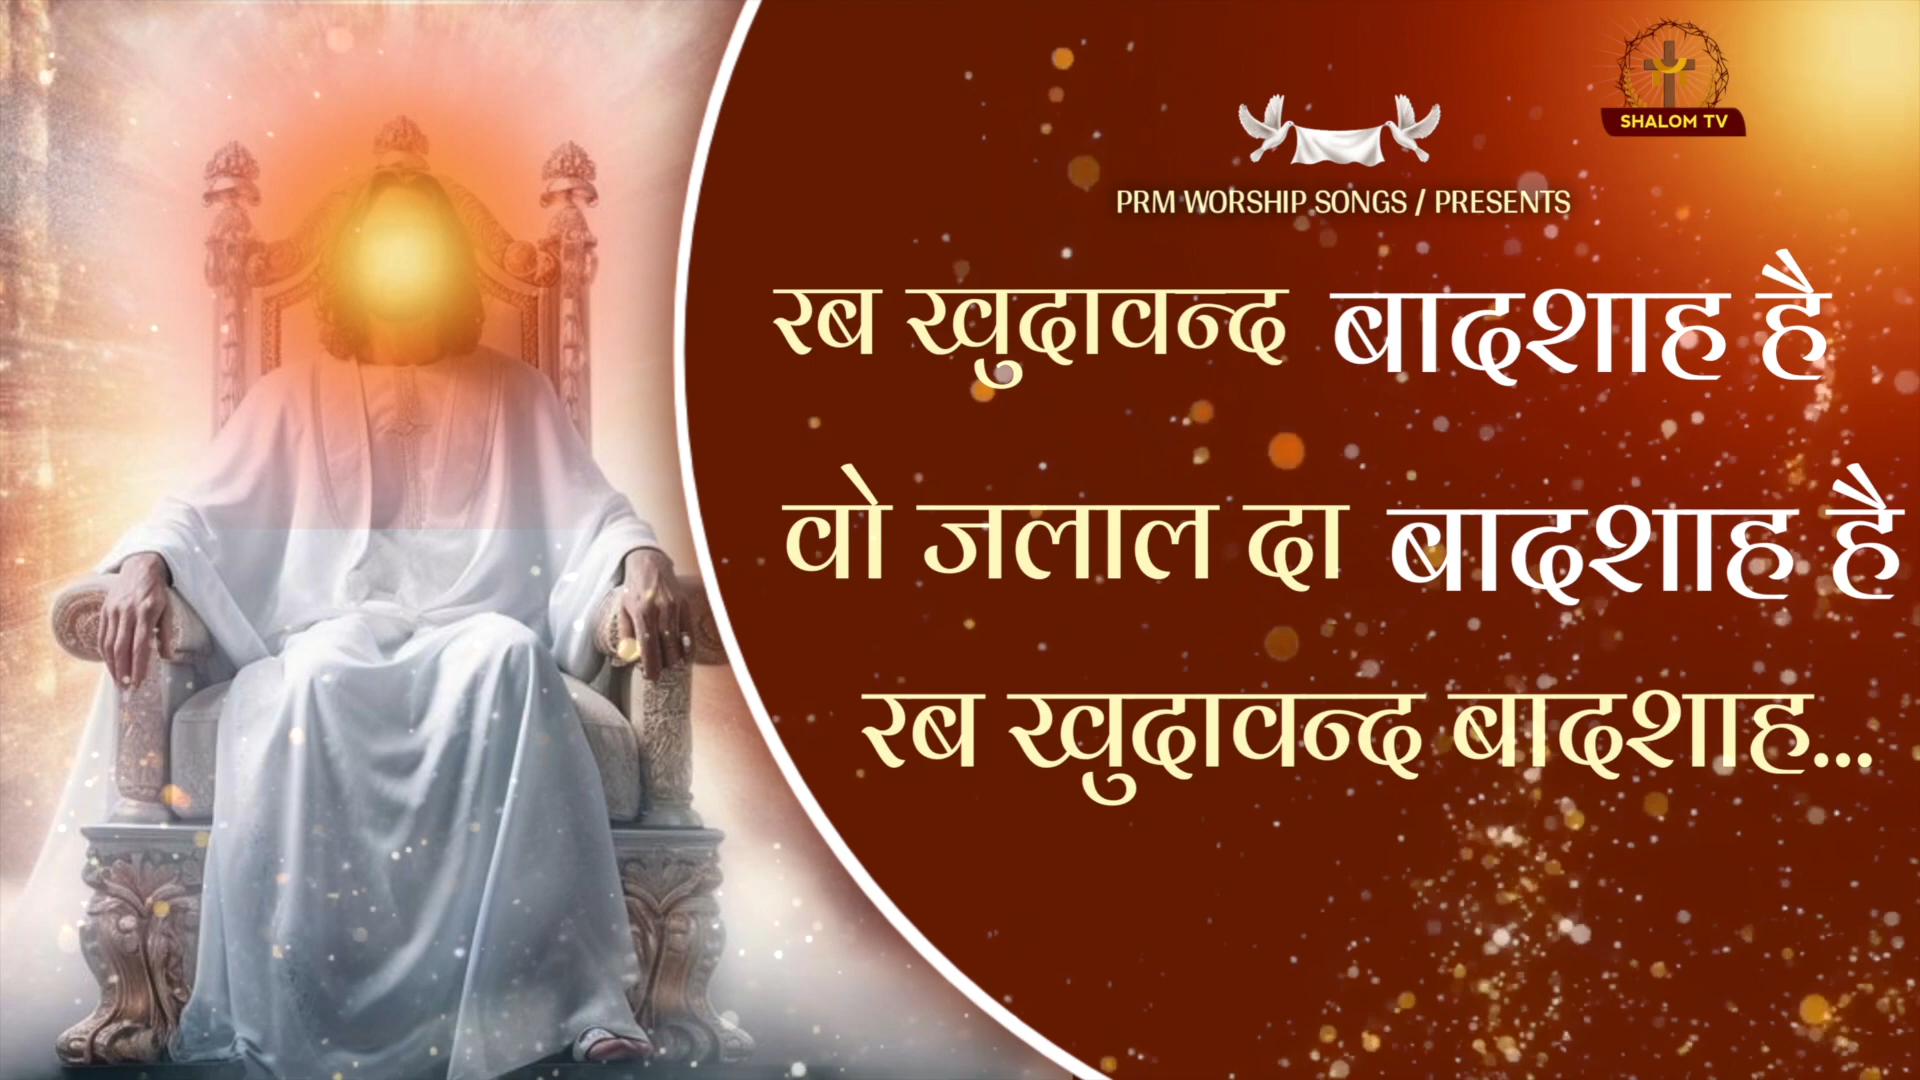 SHALOM TV
PRM WORSHIP SONGS / PRESENTS
रब खुदावन्द बादशाह है
वो जलाल दा बादशाह है
रब खुदावन्द बादशाह...